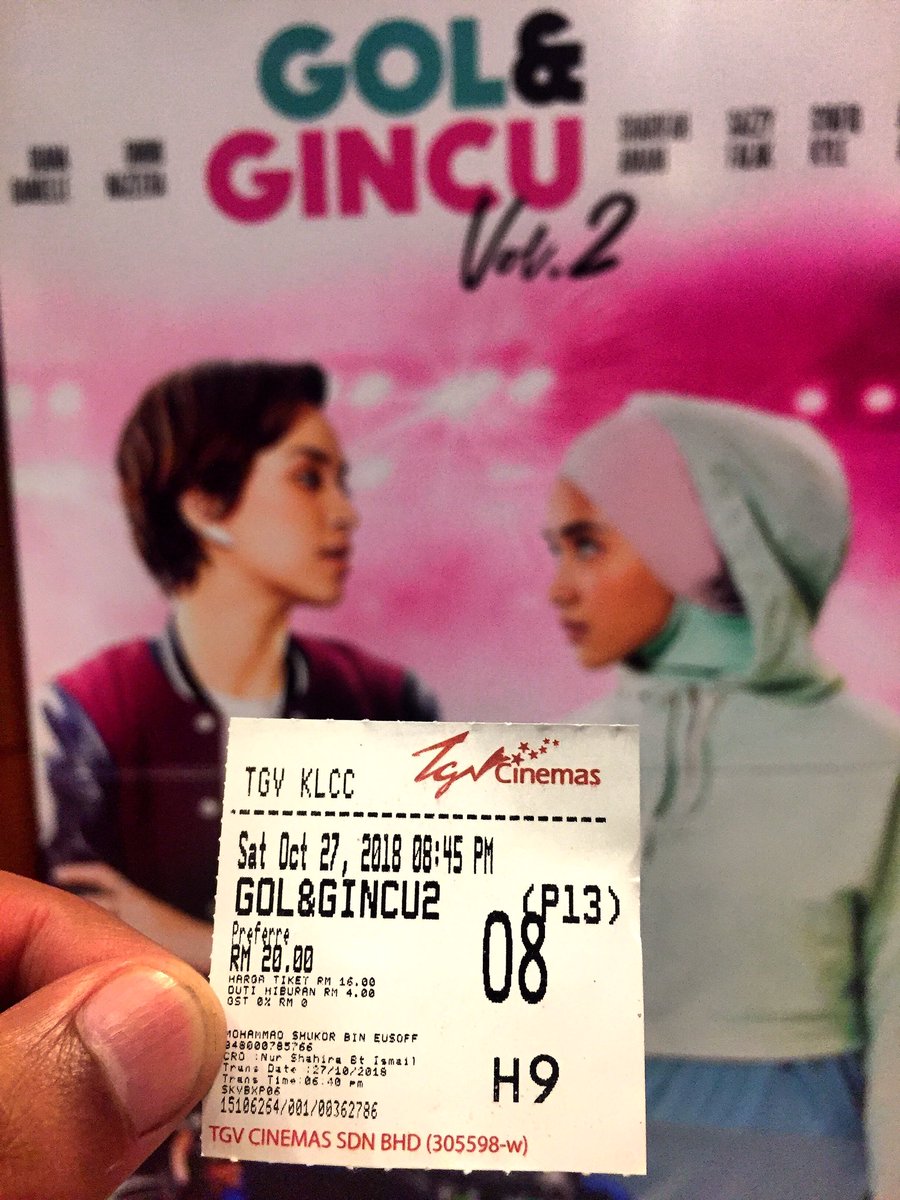 GOL&
GINCU
Vol.2
TGV KLCC
TGV Cinemas
Sat Oct 27, 2018 08:45 PM
GOL&GINCU2 (P13)
Preferre
08
RM 20.00
HARGA TIKET RM 16.00
DUTI HIBURAN RM 4.00
GST 0% RM 0
MOHAMMAD SHUKOR BIN EUSOFF
048000785766
CRO :Nur Shahira Bt Ismail
Trans Date :27/10/2018
Trans Time:06.40 pm
H9
SKYBXP06
15106264/001/00362786
TGV CINEMAS SDN BHD (305598-w)